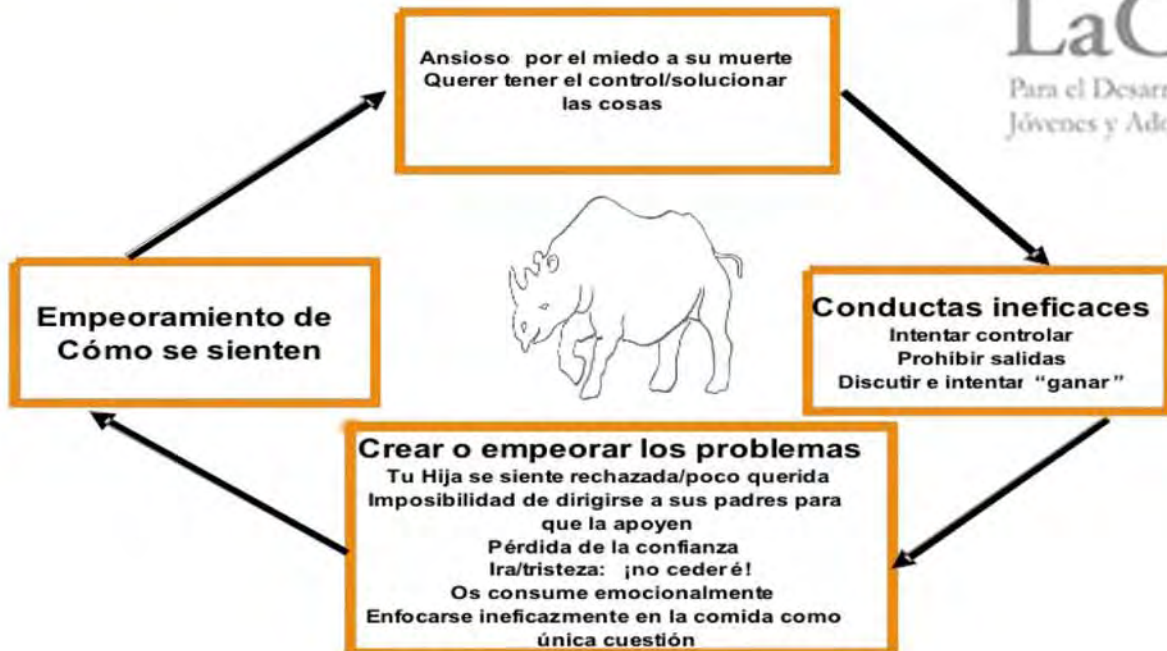 LaC
Para el Desarr
Jóvenes y Ado
Ansioso por el miedo a su muerte
Querer tener el control/solucionar
las cosas
Empeoramiento de
Cómo se sienten
Conductas ineficaces
Intentar controlar
Prohibir salidas
Discutir e intentar “ganar”
Crear o empeorar los problemas
Tu Hija se siente rechazada/poco querida
Imposibilidad de dirigirse a sus padres para
que la apoyen
Pérdida de la confianza
Ira/tristeza: ¡no cederé!
Os consume emocionalmente
Enfocarse ineficazmente en la comida como
única cuestión